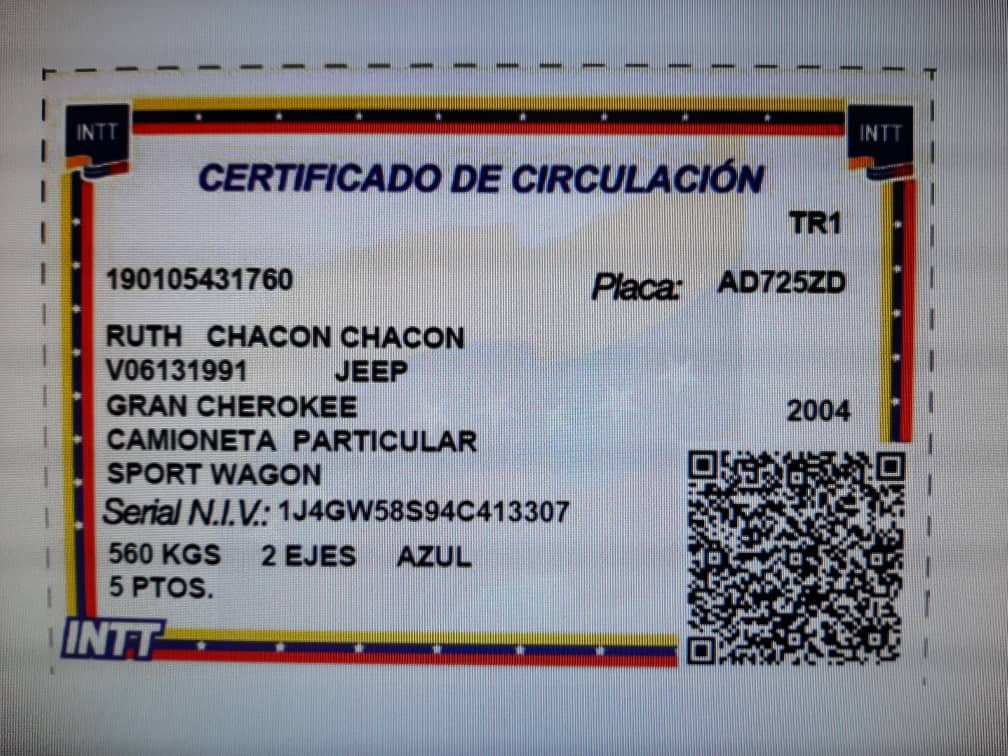 INTT
INTT
CERTIFICADO DE CIRCULACIÓN
TR1
190105431760 Placa: AD725ZD
RUTH CHACON CHACON
V06131991 JEEP
GRAN CHEROKEE 2004
CAMIONETA PARTICULAR
SPORT WAGON
Serial N.I.V.: 1J4GW58S94C413307
560 KGS 2 EJES AZUL
5 PTOS.
INTT